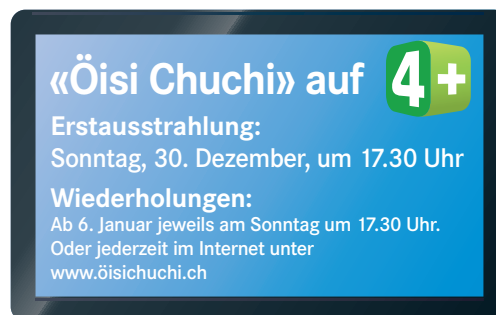 «Öisi Chuchi» auf 4+
Erstausstrahlung:
Sonntag, 30. Dezember, um 17.30 Uhr
Wiederholungen:
Ab 6. Januar jeweils am Sonntag um 17.30 Uhr.
Oder jederzeit im Internet unter
www.öisichuchi.ch